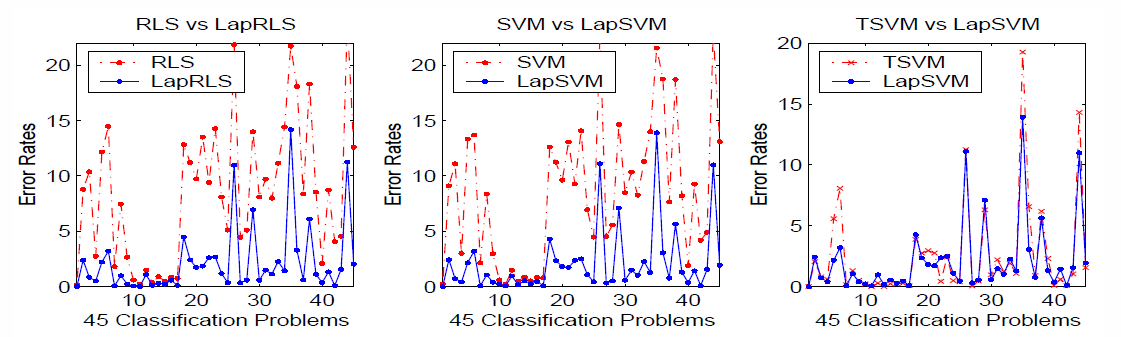 RLS vs LapRLS
RLS
LapRLS
Error Rates
20
15
10
5
0
10 20 30 40
45 Classification Problems
SVM vs LapSVM
SVM
LapSVM
Error Rates
20
15
10
5
0
10 20 30 40
45 Classification Problems
TSVM vs LapSVM
TSVM
LapSVM
Error Rates
20
15
10
5
0
10 20 30 40
45 Classification Problems